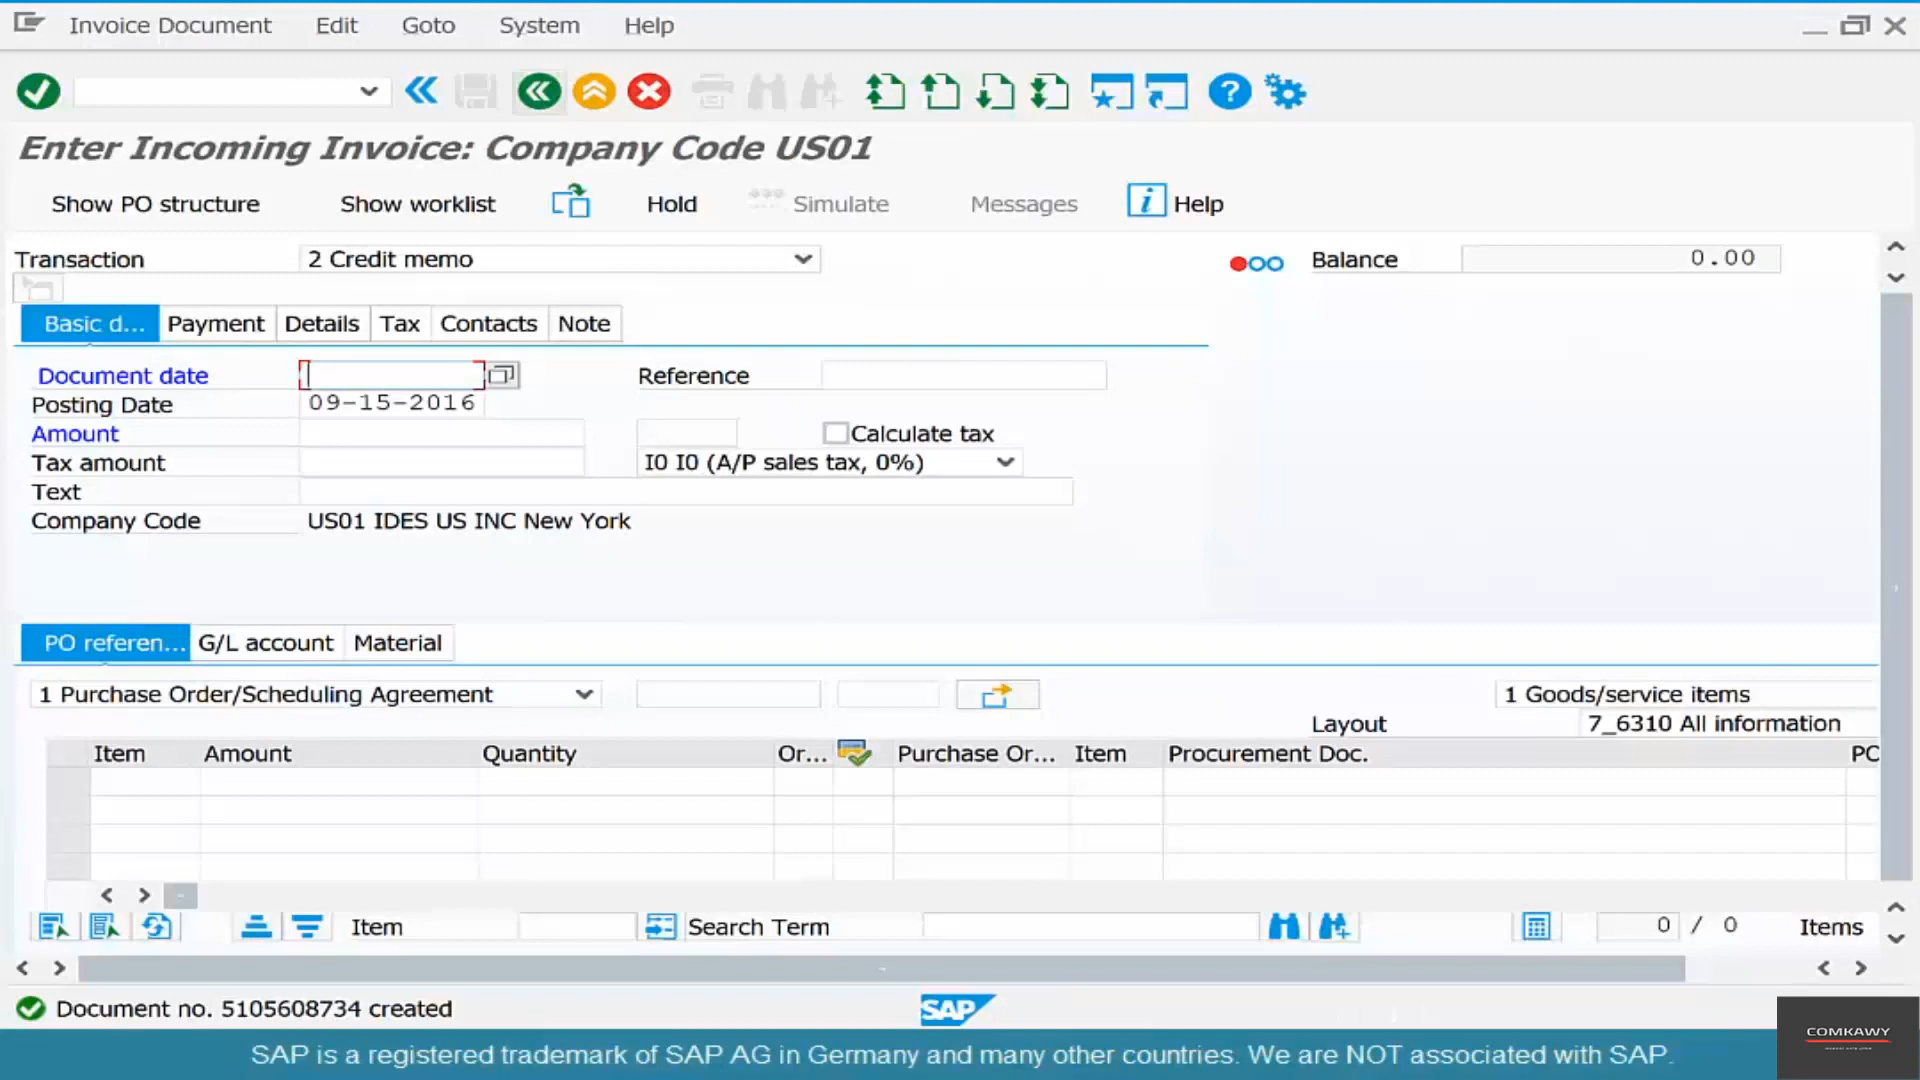 Invoice Document Edit Goto System Help
Enter Incoming Invoice: Company Code US01
Show PO structure Show worklist Hold Simulate Messages Help
Transaction 2 Credit memo Balance 0.00
Basic d... Payment Details Tax Contacts Note
Document date Reference
Posting Date 09-15-2016
Amount Calculate tax
Tax amount I0 I0 (A/P sales tax, 0%)
Text
Company Code US01 IDES US INC New York
PO referen... G/L account Material
1 Purchase Order/Scheduling Agreement 1 Goods/service items
Layout 7_6310 All information
Item Amount Quantity Or... Purchase Or... Item Procurement Doc. PO
Item Search Term 0 / 0 Items
Document no. 5105608734 created SAP
COMKAWY
SAP is a registered trademark of SAP AG in Germany and many other countries. We are NOT associated with SAP.